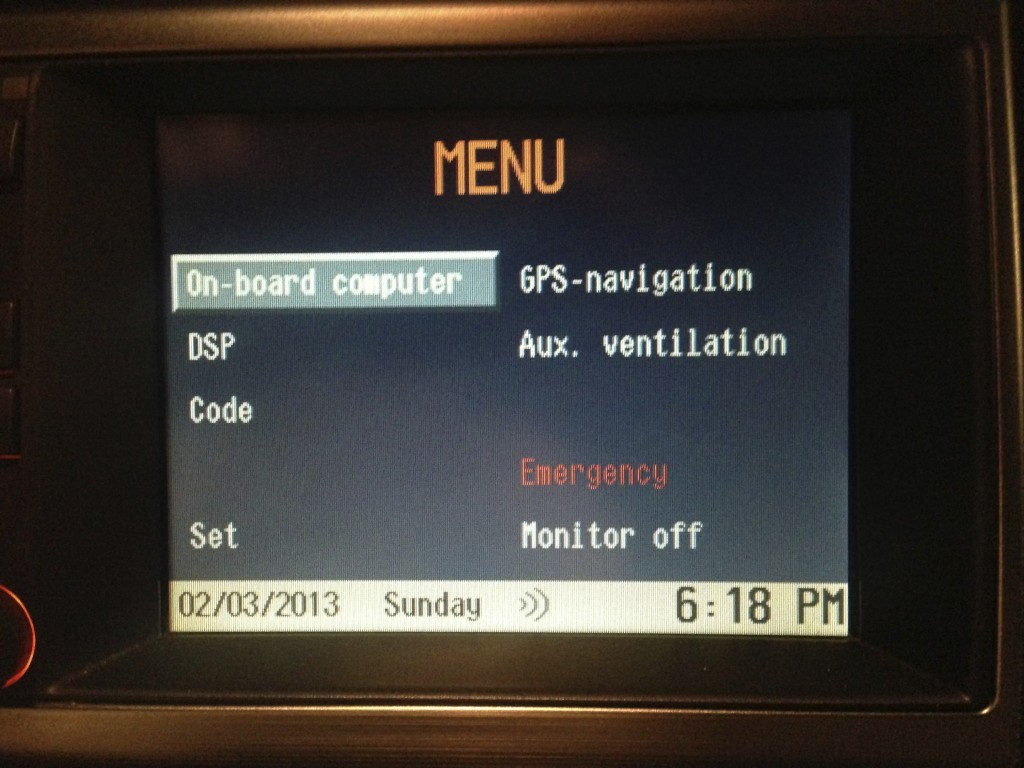 MENU
On-board computer GPS-navigation
DSP Aux. ventilation
Code
Emergency
Set Monitor off
02/03/2013 Sunday 6:18 PM